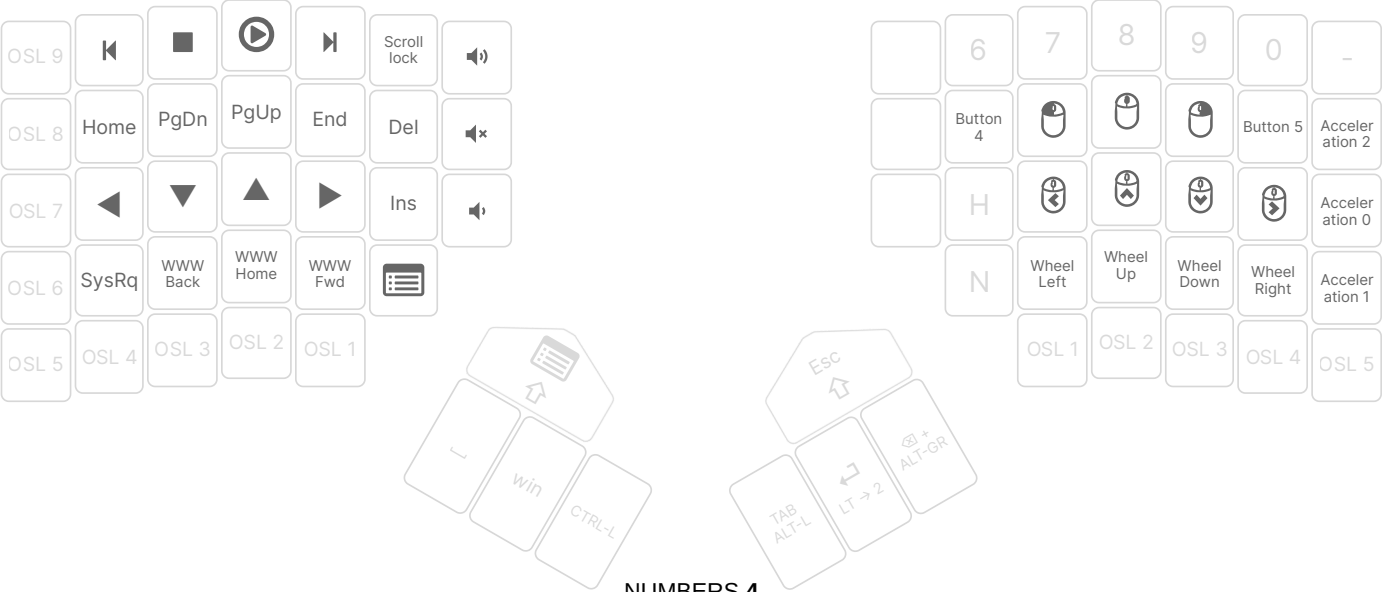 OSL 9
Scroll
lock
6
7
8
9
0
-
OSL 8
Home
PgDn
PgUp
End
Del
Button
4
Button 5
Acceler
ation 2
OSL 7
Ins
H
Acceler
ation 0
OSL 6
SysRq
WWW
Back
WWW
Home
WWW
Fwd
N
Wheel
Left
Wheel
Up
Wheel
Down
Wheel
Right
Acceler
ation 1
OSL 5
OSL 4
OSL 3
OSL 2
OSL 1
OSL 1
OSL 2
OSL 3
OSL 4
OSL 5
win
CTRL-L
Esc
TAB
ALT-L
LT → 2
+
ALT-GR
NUMBERS 4